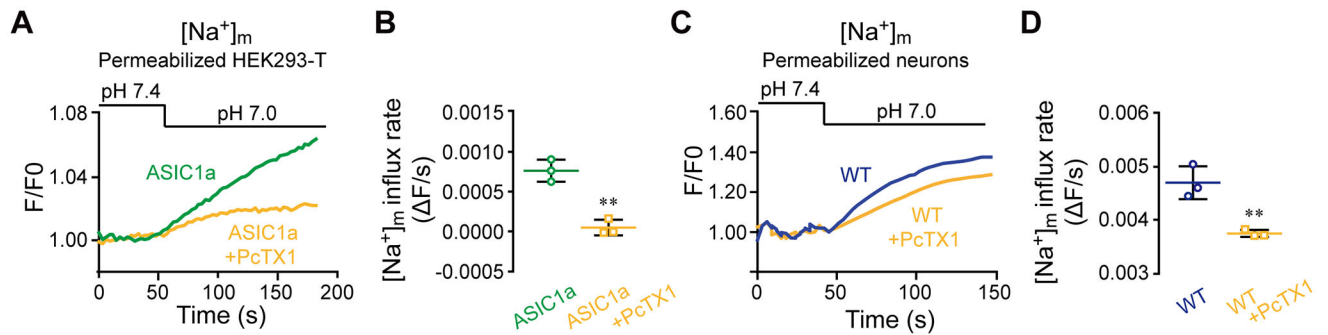 A
[Na⁺]m
Permeabilized HEK293-T
pH 7.4
pH 7.0
1.08
1.04
1.00
F/F0
ASIC1a
ASIC1a
+PcTX1
0
50
100
150
200
Time (s)
B
[Na⁺]m influx rate
(ΔF/s)
0.0015
0.0010
0.0005
0.0000
-0.0005
**
ASIC1a
ASIC1a
+PcTX1
C
[Na⁺]m
Permeabilized neurons
pH 7.4
pH 7.0
1.60
1.40
1.20
1.00
F/F0
WT
WT
+PcTX1
0
50
100
150
Time (s)
D
[Na⁺]m influx rate
(ΔF/s)
0.006
0.005
0.004
0.003
**
WT
WT
+PcTX1